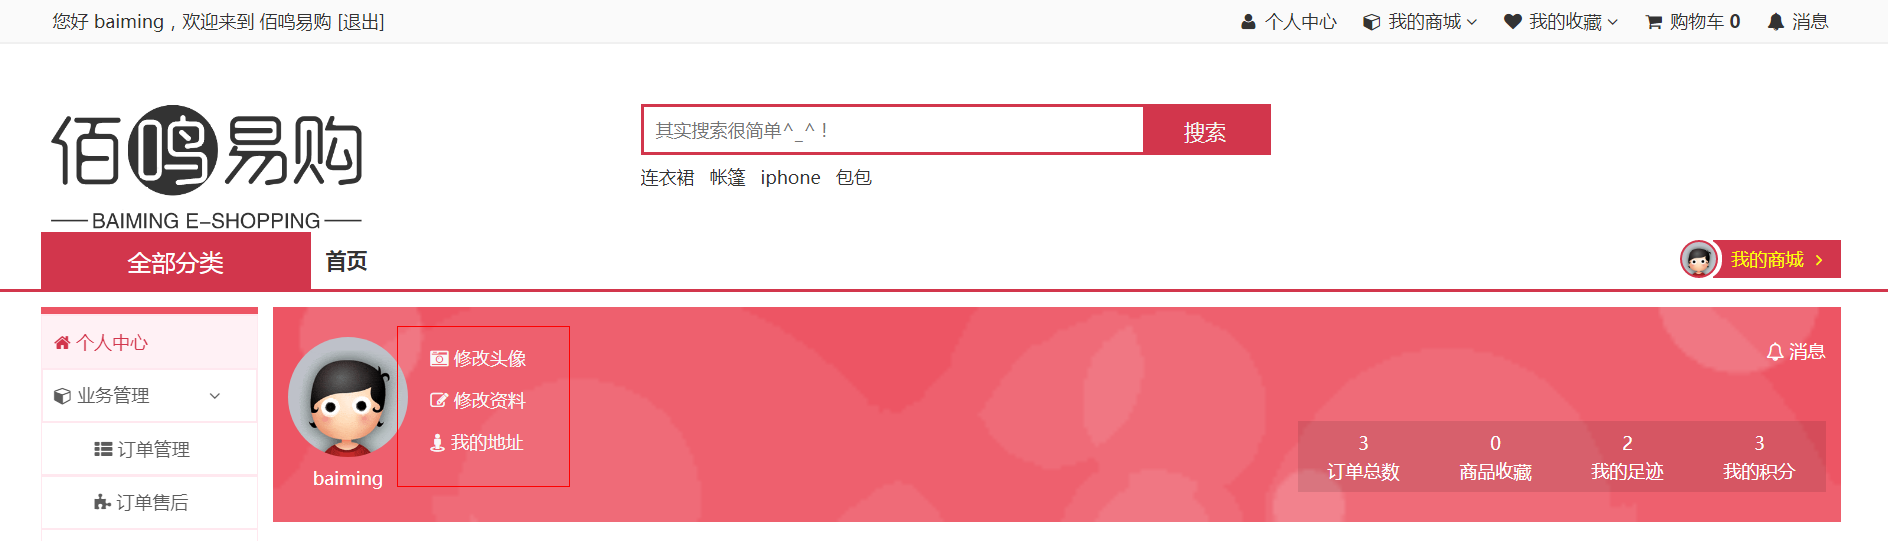 您好 baiming，欢迎来到 佰鸣易购 [退出]
个人中心 我的商城 我的收藏 购物车 0 消息
佰鸣易购
BAIMING E-SHOPPING
其实搜索很简单^_^！ 搜索
连衣裙 帐篷 iphone 包包
全部分类 首页 我的商城
个人中心
业务管理
订单管理
订单售后
修改头像
修改资料
我的地址
baiming
消息
3 0 2 3
订单总数 商品收藏 我的足迹 我的积分